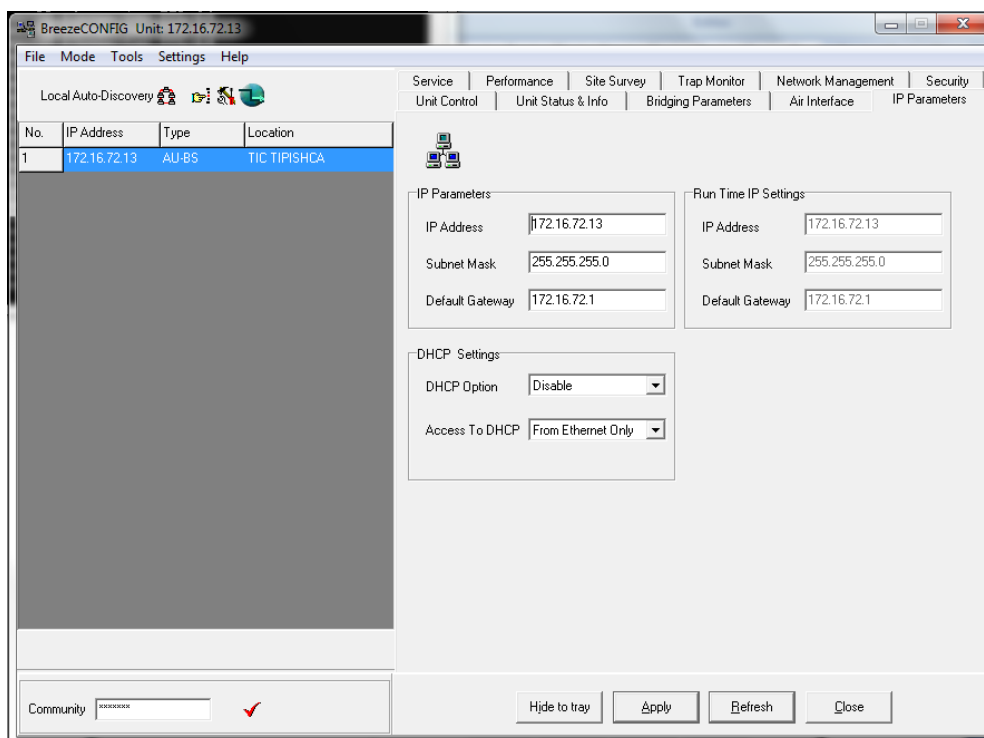 BreezeCONFIG Unit: 172.16.72.13
File Mode Tools Settings Help
Local Auto-Discovery
Service Performance Site Survey Trap Monitor Network Management Security
Unit Control Unit Status & Info Bridging Parameters Air Interface IP Parameters
No. IP Address Type Location
1 172.16.72.13 AU-BS TIC TIPISHCA
IP Parameters
IP Address 172.16.72.13
Subnet Mask 255.255.255.0
Default Gateway 172.16.72.1
Run Time IP Settings
IP Address 172.16.72.13
Subnet Mask 255.255.255.0
Default Gateway 172.16.72.1
DHCP Settings
DHCP Option Disable
Access To DHCP From Ethernet Only
Community xxxxxxx
Hide to tray Apply Refresh Close